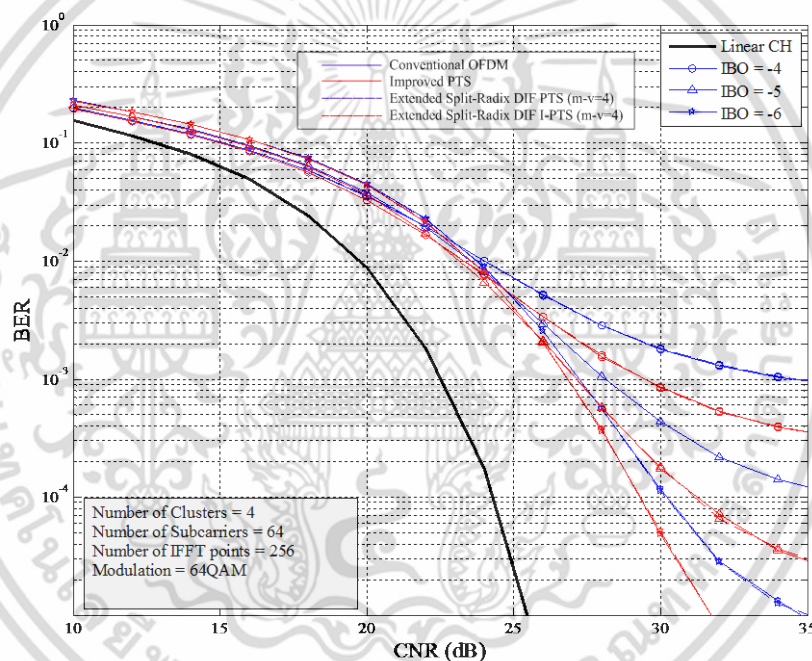 10^0
10^-1
10^-2
10^-3
10^-4
BER
Conventional OFDM
Improved PTS
Extended Split-Radix DIF PTS (m-v=4)
Extended Split-Radix DIF I-PTS (m-v=4)
Linear CH
IBO = -4
IBO = -5
IBO = -6
Number of Clusters = 4
Number of Subcarriers = 64
Number of IFFT points = 256
Modulation = 64QAM
10 15 20 25 30 35
CNR (dB)